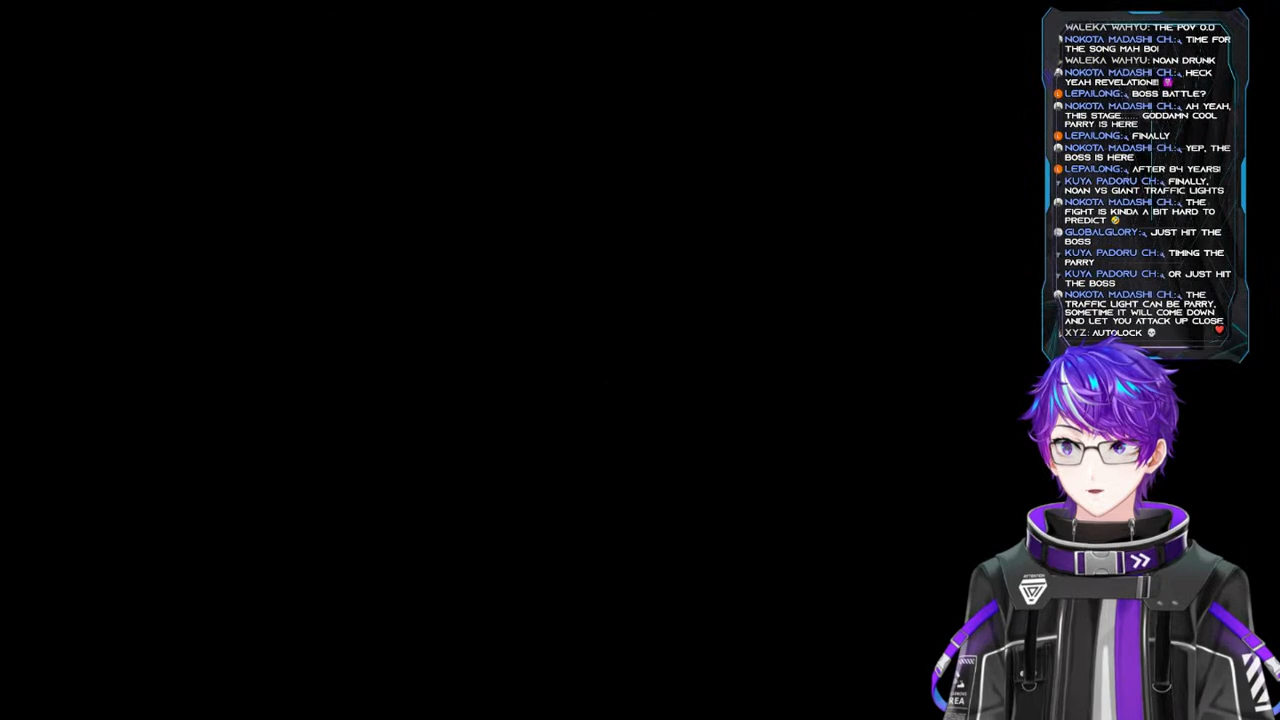 WALEKA WAHYU: THE POV O.O
NOKOTA MADASHI CH.: TIME FOR
THE SONG MAH BOI
WALEKA WAHYU: NOAN DRUNK
NOKOTA MADASHI CH.: HECK
YEAH REVELATION!!!
LEPAILONG: BOSS BATTLE?
NOKOTA MADASHI CH.: AH YEAH,
THIS STAGE...... GODDAMN COOL
PARRY IS HERE
LEPAILONG: FINALLY
NOKOTA MADASHI CH.: YEP, THE
BOSS IS HERE
LEPAILONG: AFTER 84 YEARS!
KUYA PADORU CH: FINALLY,
NOAN VS GIANT TRAFFIC LIGHTS
NOKOTA MADASHI CH.: THE
FIGHT IS KINDA A BIT HARD TO
PREDICT 🤣
GLOBALGLORY: JUST HIT THE
BOSS
KUYA PADORU CH: TIMING THE
PARRY
KUYA PADORU CH: OR JUST HIT
THE BOSS
NOKOTA MADASHI CH.: THE
TRAFFIC LIGHT CAN BE PARRY,
SOMETIME IT WILL COME DOWN
AND LET YOU ATTACK UP CLOSE
XYZ: AUTOLOCK 💀
REA